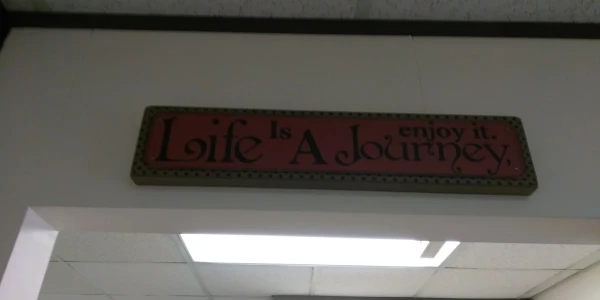 Life Is A Journey,
enjoy it.